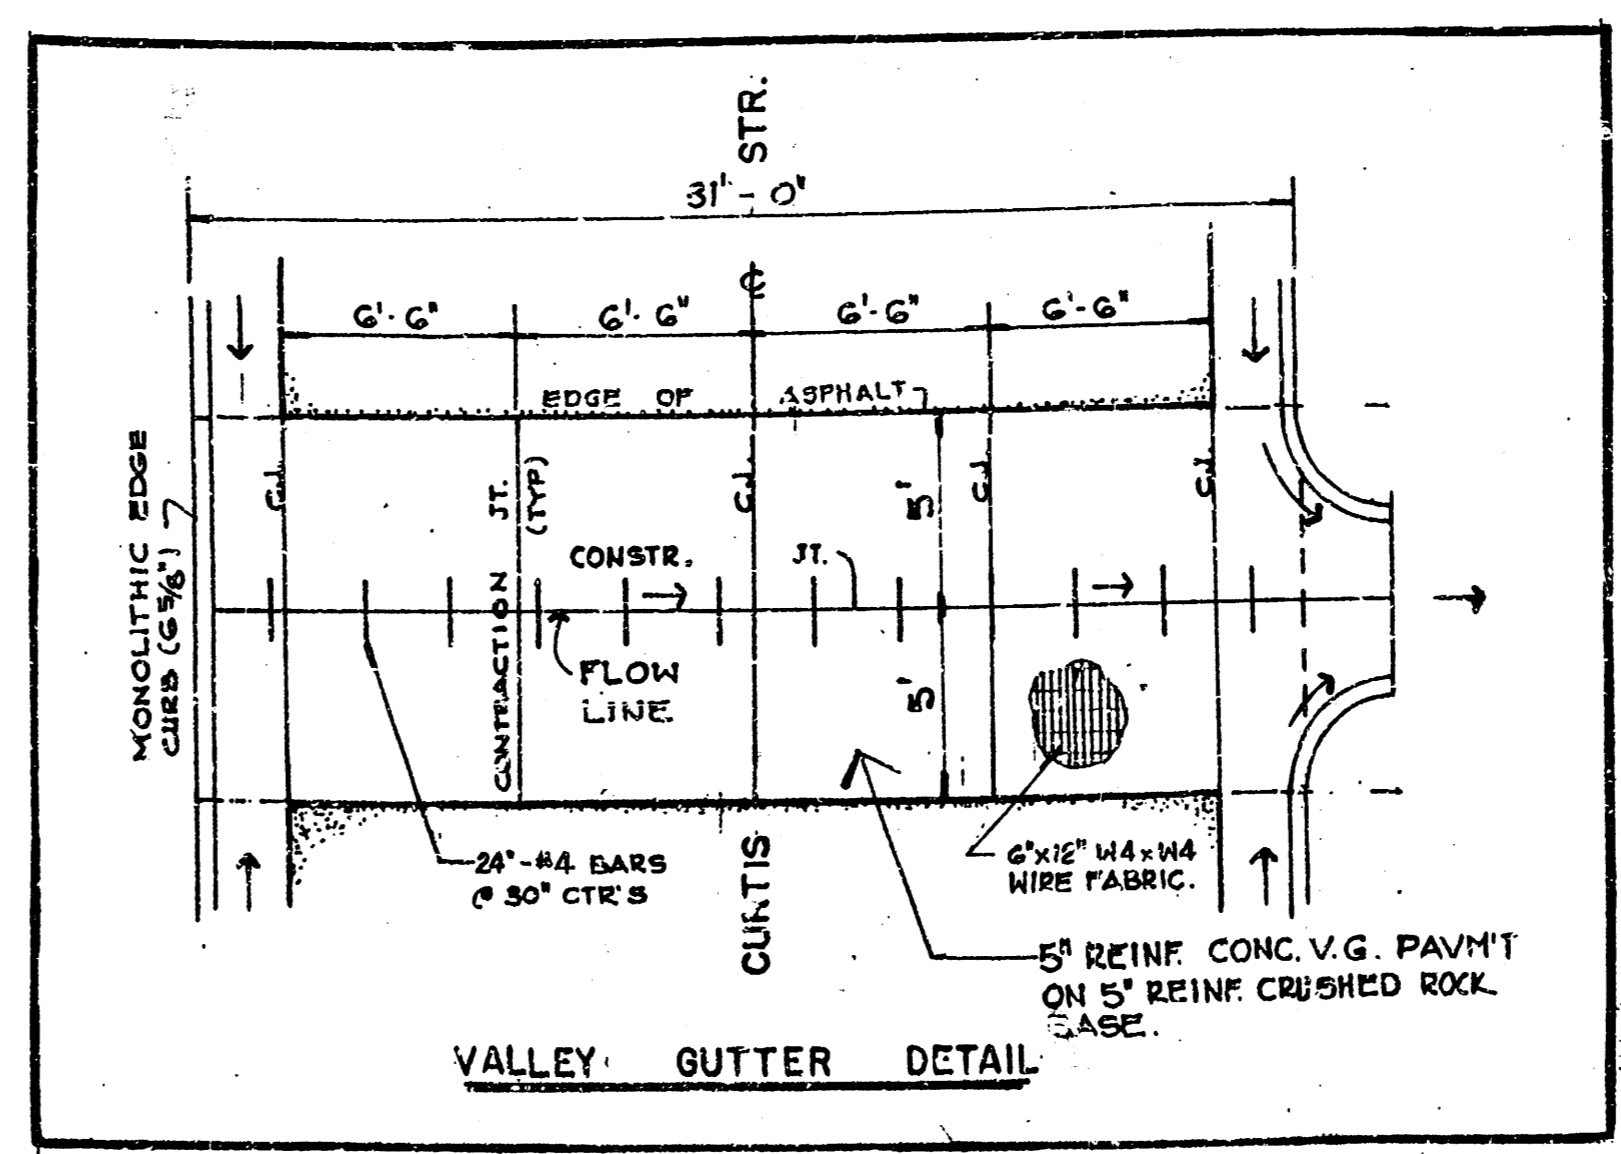 STR.
31'-0"
6'-6"
6'-6"
6'-6"
6'-6"
EDGE OF ASPHALT
MONOLITHIC EDGE
CURB (6 5/8")
C.J.
CONTRACTION JT.
(TYP)
C.J.
C.J.
C.J.
5'
5'
CONSTR. JT.
FLOW
LINE
24"-#4 BARS
@ 30" CTR'S
CURTIS
6"x12" W4xW4
WIRE FABRIC.
5" REINF. CONC. V.G. PAVM'T
ON 5" REINF. CRUSHED ROCK
BASE.
VALLEY GUTTER DETAIL